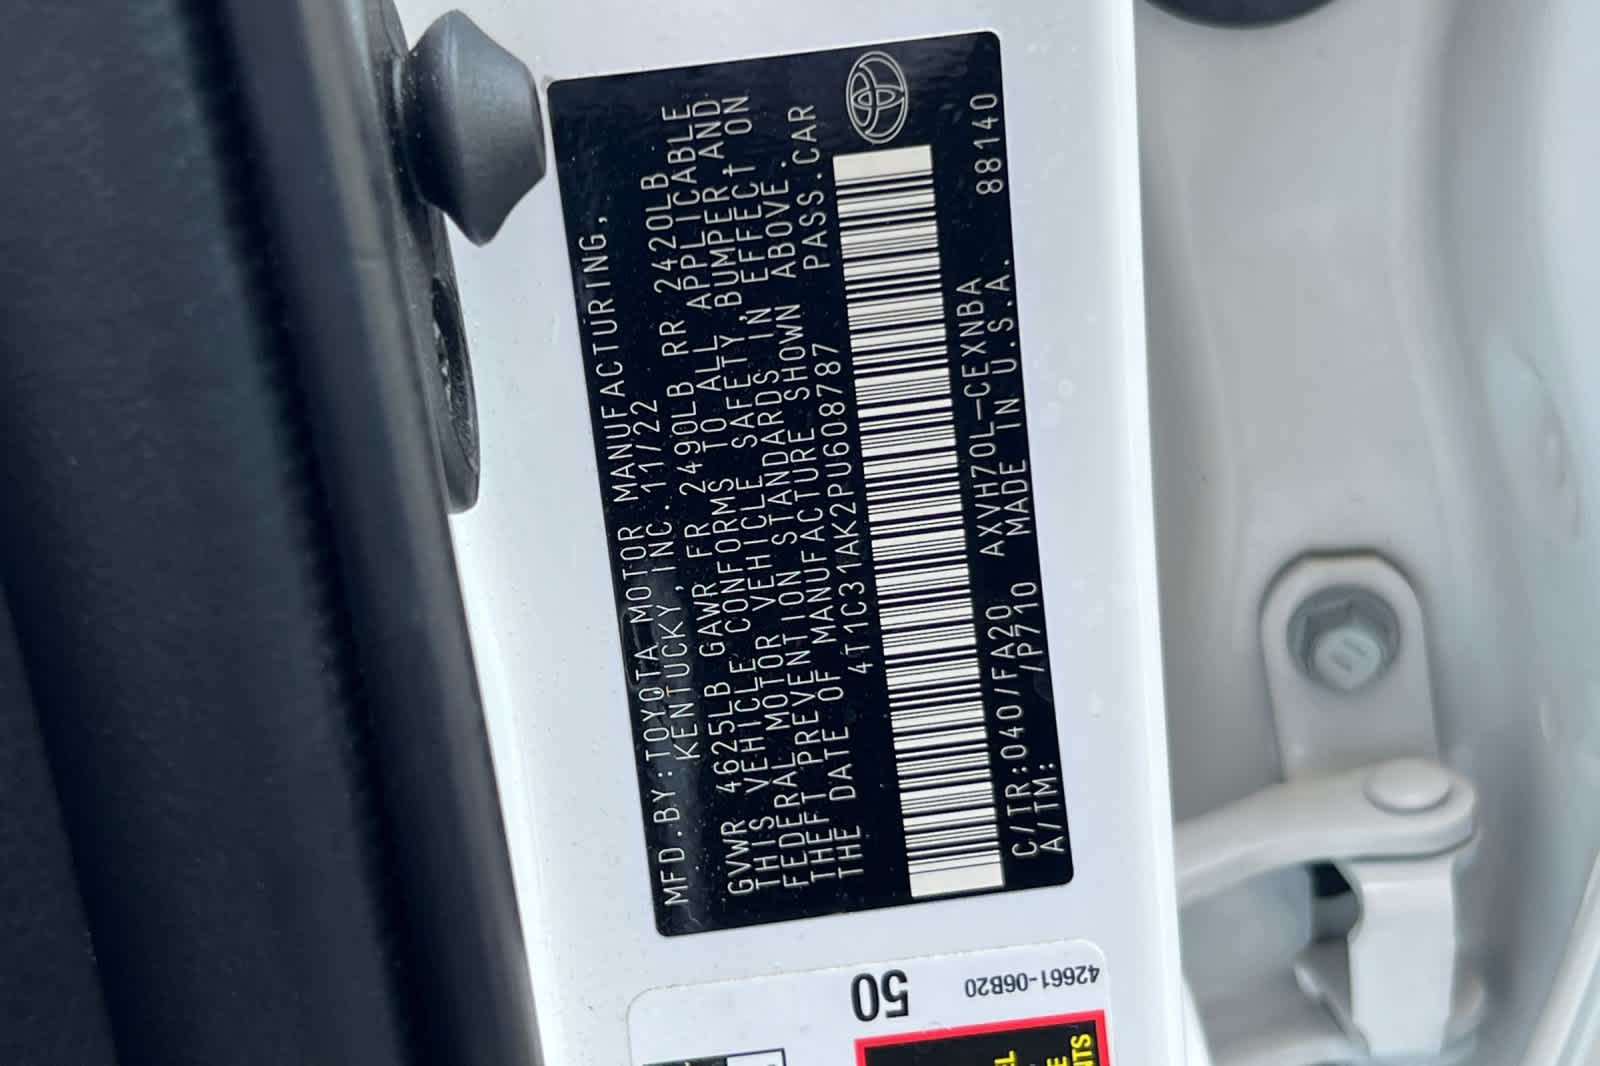 MFD.BY:TOYOTA MOTOR MANUFACTURING,
KENTUCKY,INC. 11/22
GVWR 4625LB GAWR FR 2490LB RR 2420LB
THIS VEHICLE CONFORMS TO ALL APPLICABLE
FEDERAL MOTOR VEHICLE SAFETY, BUMPER AND
THEFT PREVENTION STANDARDS IN EFFECT ON
THE DATE OF MANUFACTURE SHOWN ABOVE.
4T1C31AK2PU608787 PASS.CAR
C/TR:040/FA20 AXVH70L-CEXNBA 88140
A/TM: /P710 MADE IN U.S.A.
50
42661-06B20